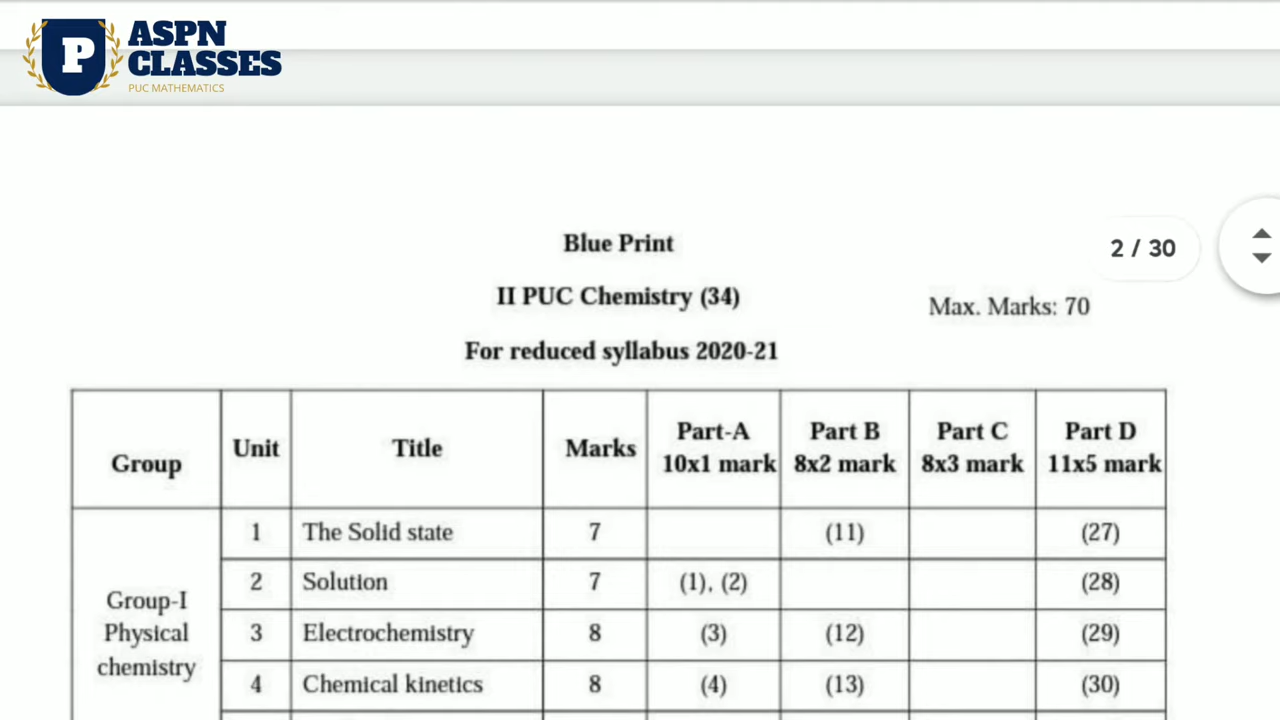 P
ASPN
CLASSES
PUC MATHEMATICS
Blue Print
2 / 30
II PUC Chemistry (34)
Max. Marks: 70
For reduced syllabus 2020-21
Group Unit Title Marks Part-A 10x1 mark Part B 8x2 mark Part C 8x3 mark Part D 11x5 mark
Group-I Physical chemistry
1 The Solid state 7 (11) (27)
2 Solution 7 (1), (2) (28)
3 Electrochemistry 8 (3) (12) (29)
4 Chemical kinetics 8 (4) (13) (30)